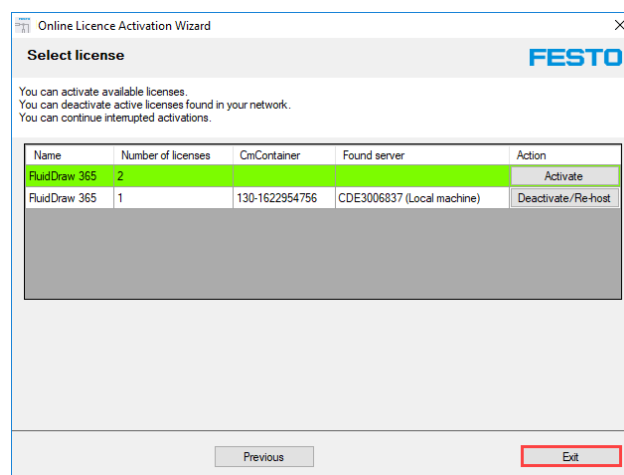 Online Licence Activation Wizard
Select license
FESTO
You can activate available licenses.
You can deactivate active licenses found in your network.
You can continue interrupted activations.
Name Number of licenses CmContainer Found server Action
FluidDraw 365 2 Activate
FluidDraw 365 1 130-1622954756 CDE3006837 (Local machine) Deactivate/Re-host
Previous Exit